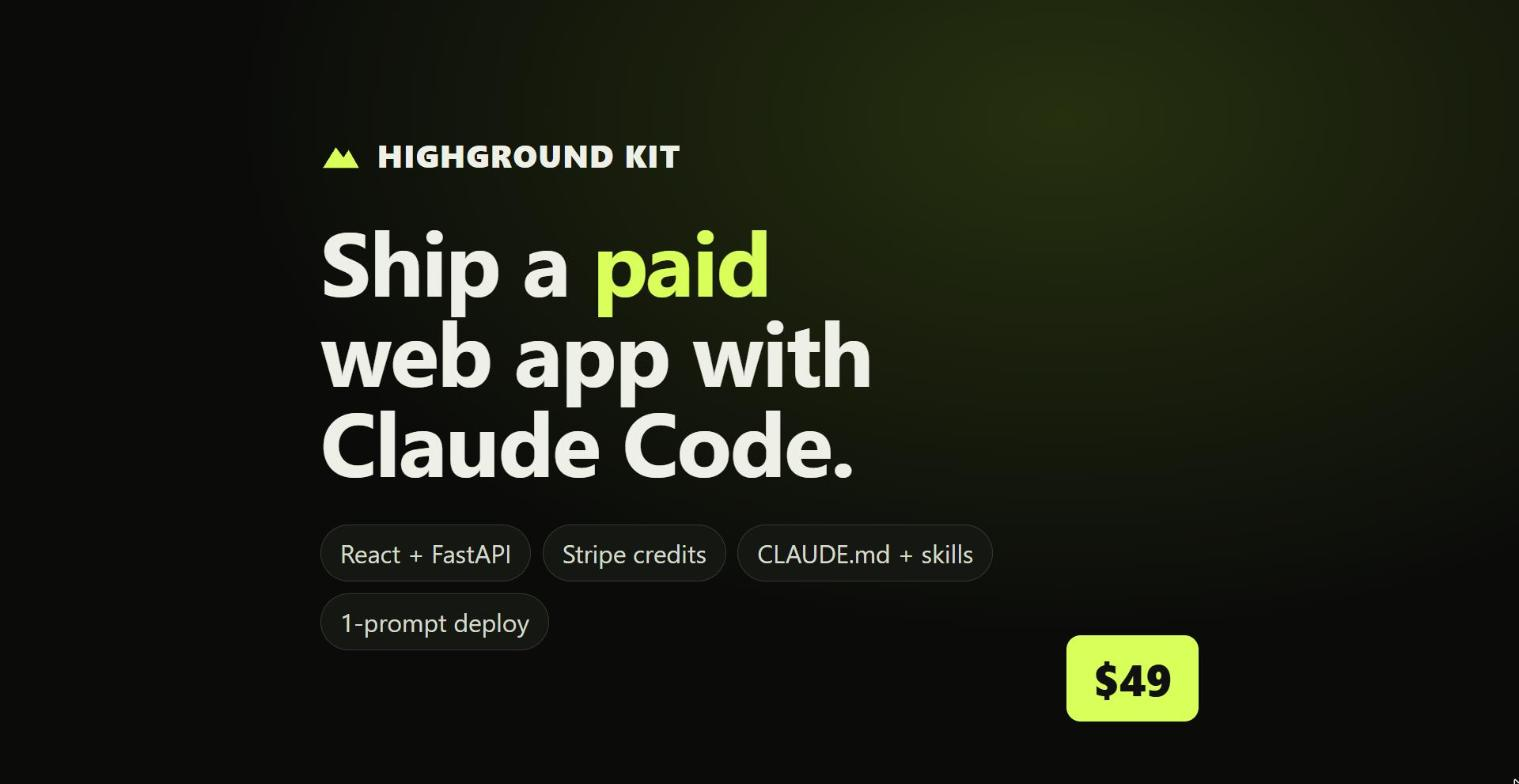 HIGHGROUND KIT
Ship a paid
web app with
Claude Code.
React + FastAPI
Stripe credits
CLAUDE.md + skills
1-prompt deploy
$49